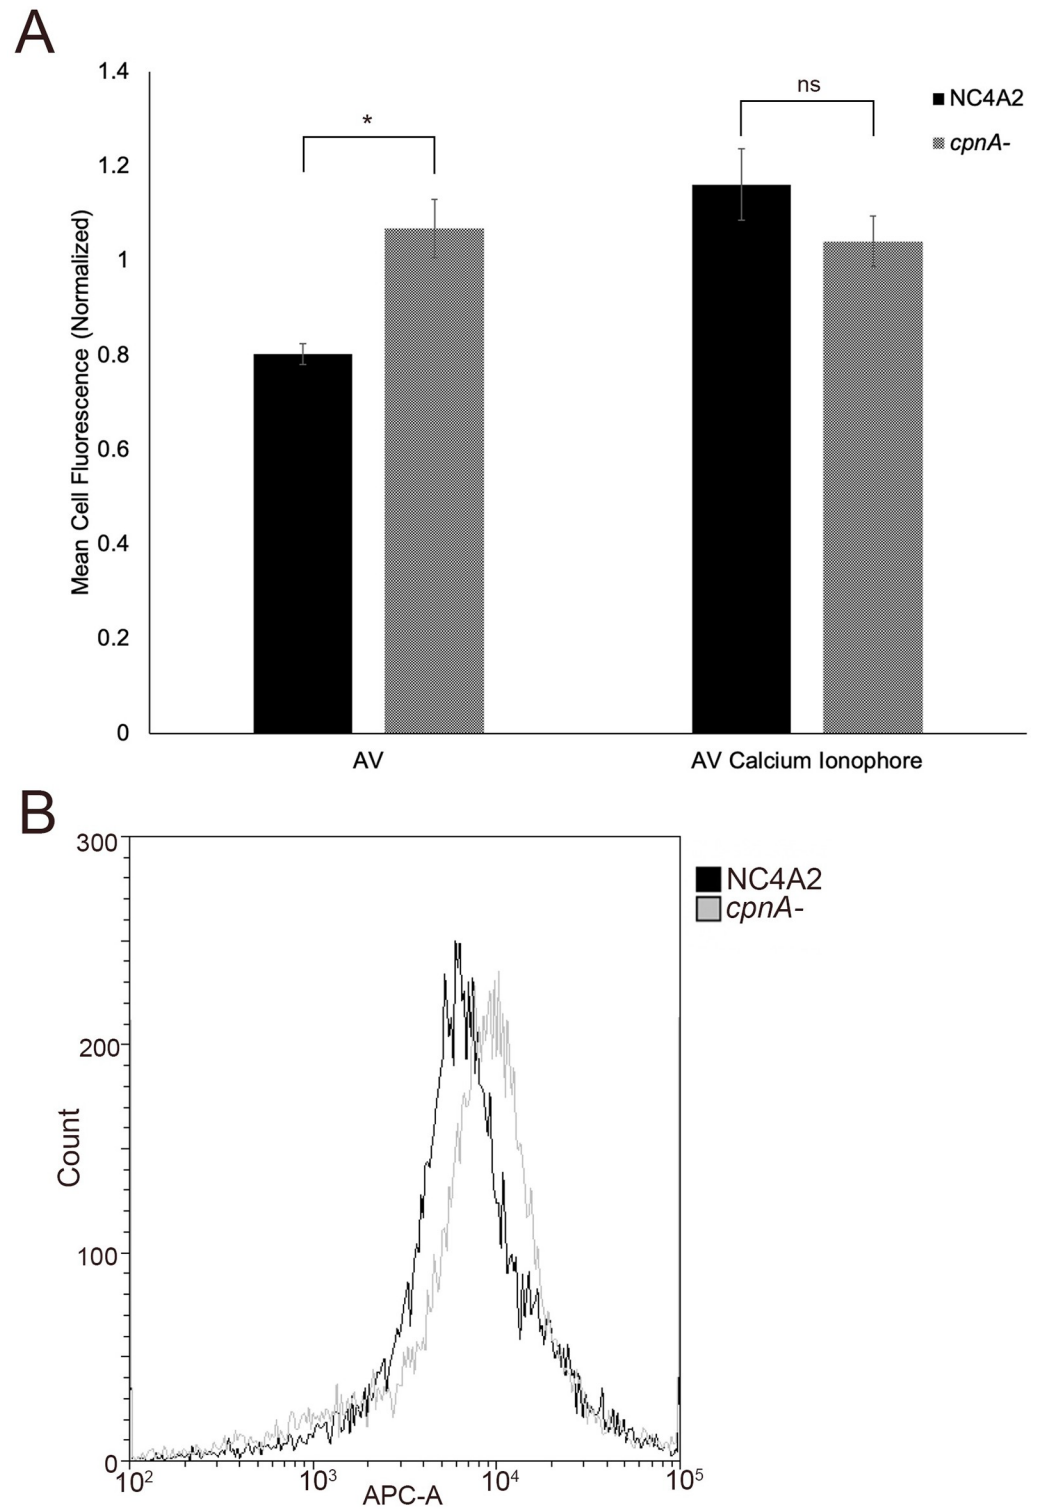 A
1.4
1.2
1
0.8
0.6
0.4
0.2
0
Mean Cell Fluorescence (Normalized)
*
ns
NC4A2
cpnA-
AV
AV Calcium Ionophore
B
300
200
100
0
Count
10²
10³
10⁴
10⁵
APC-A
NC4A2
cpnA-